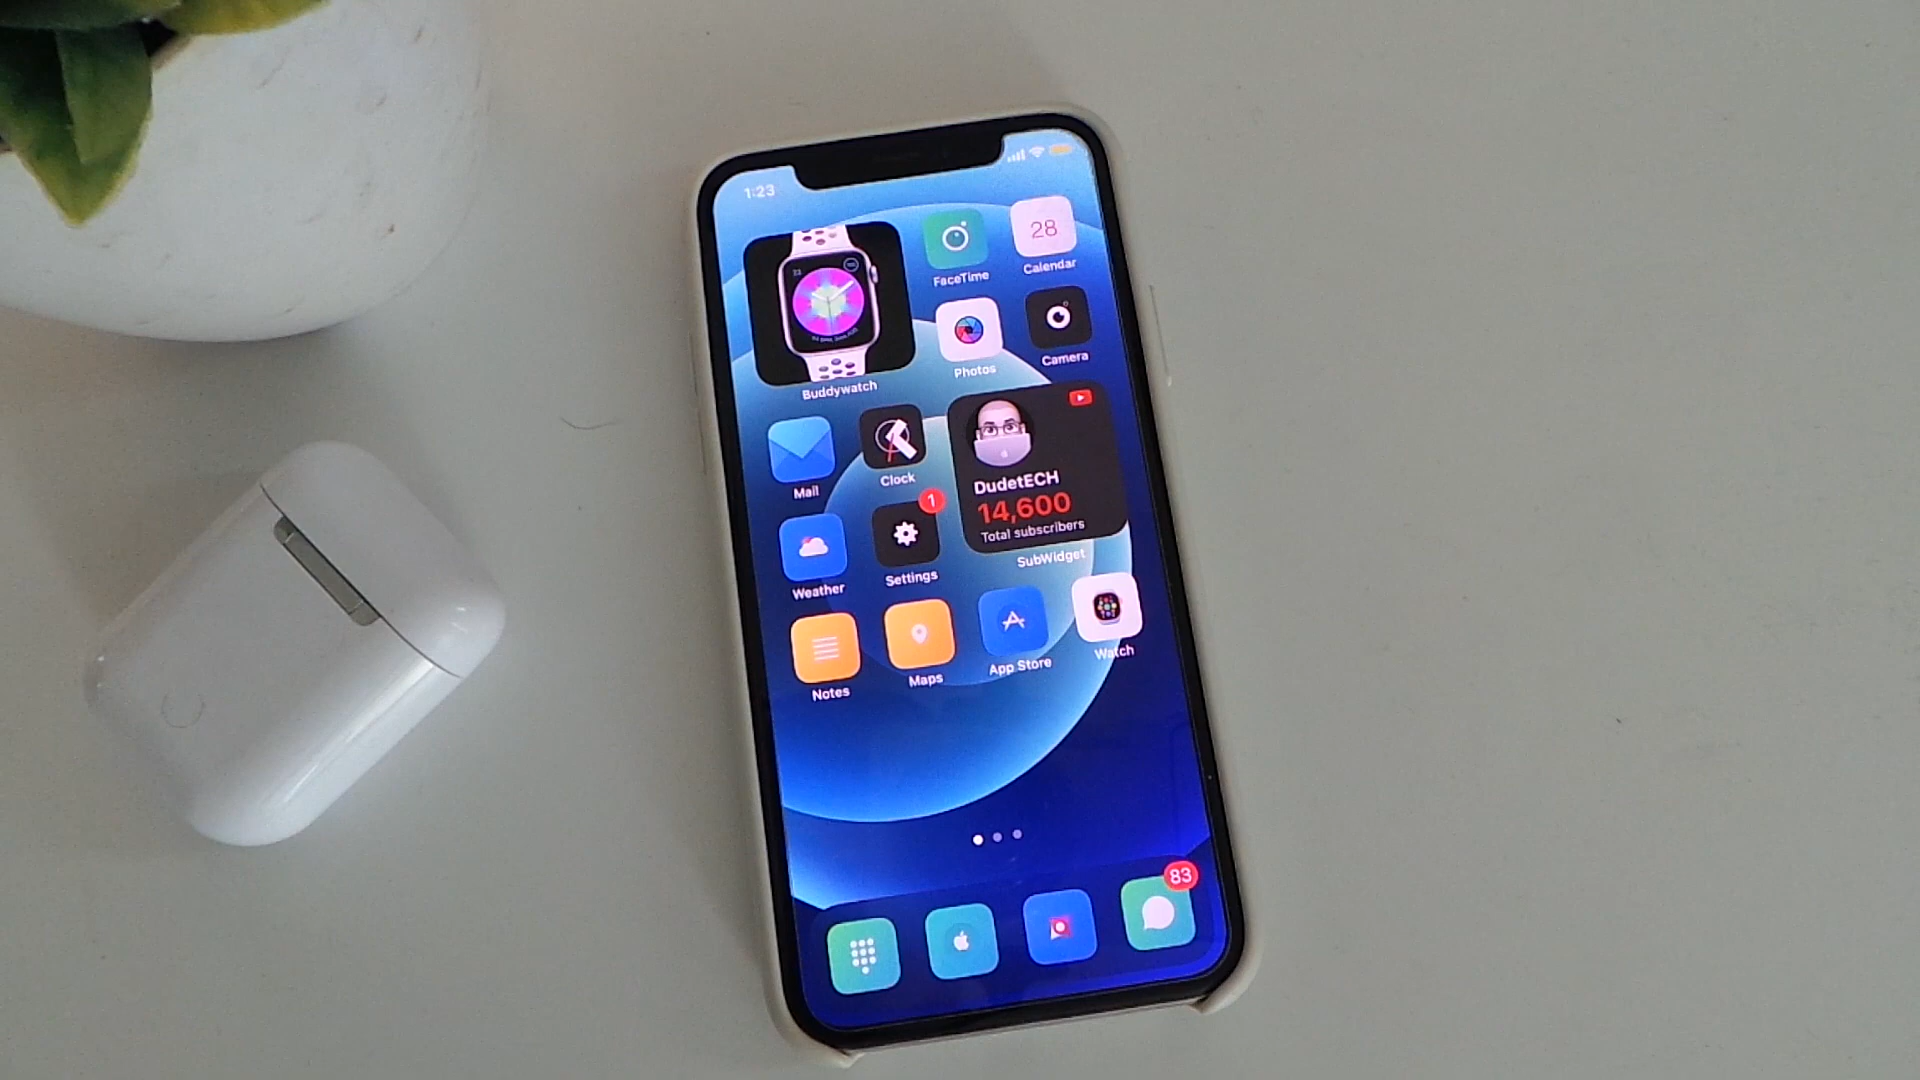 1:23
Buddywatch
FaceTime
28
Calendar
Photos
Camera
Mail
Clock
DudetECH
14,600
Total subscribers
SubWidget
Weather
1
Settings
Notes
Maps
App Store
Watch
83